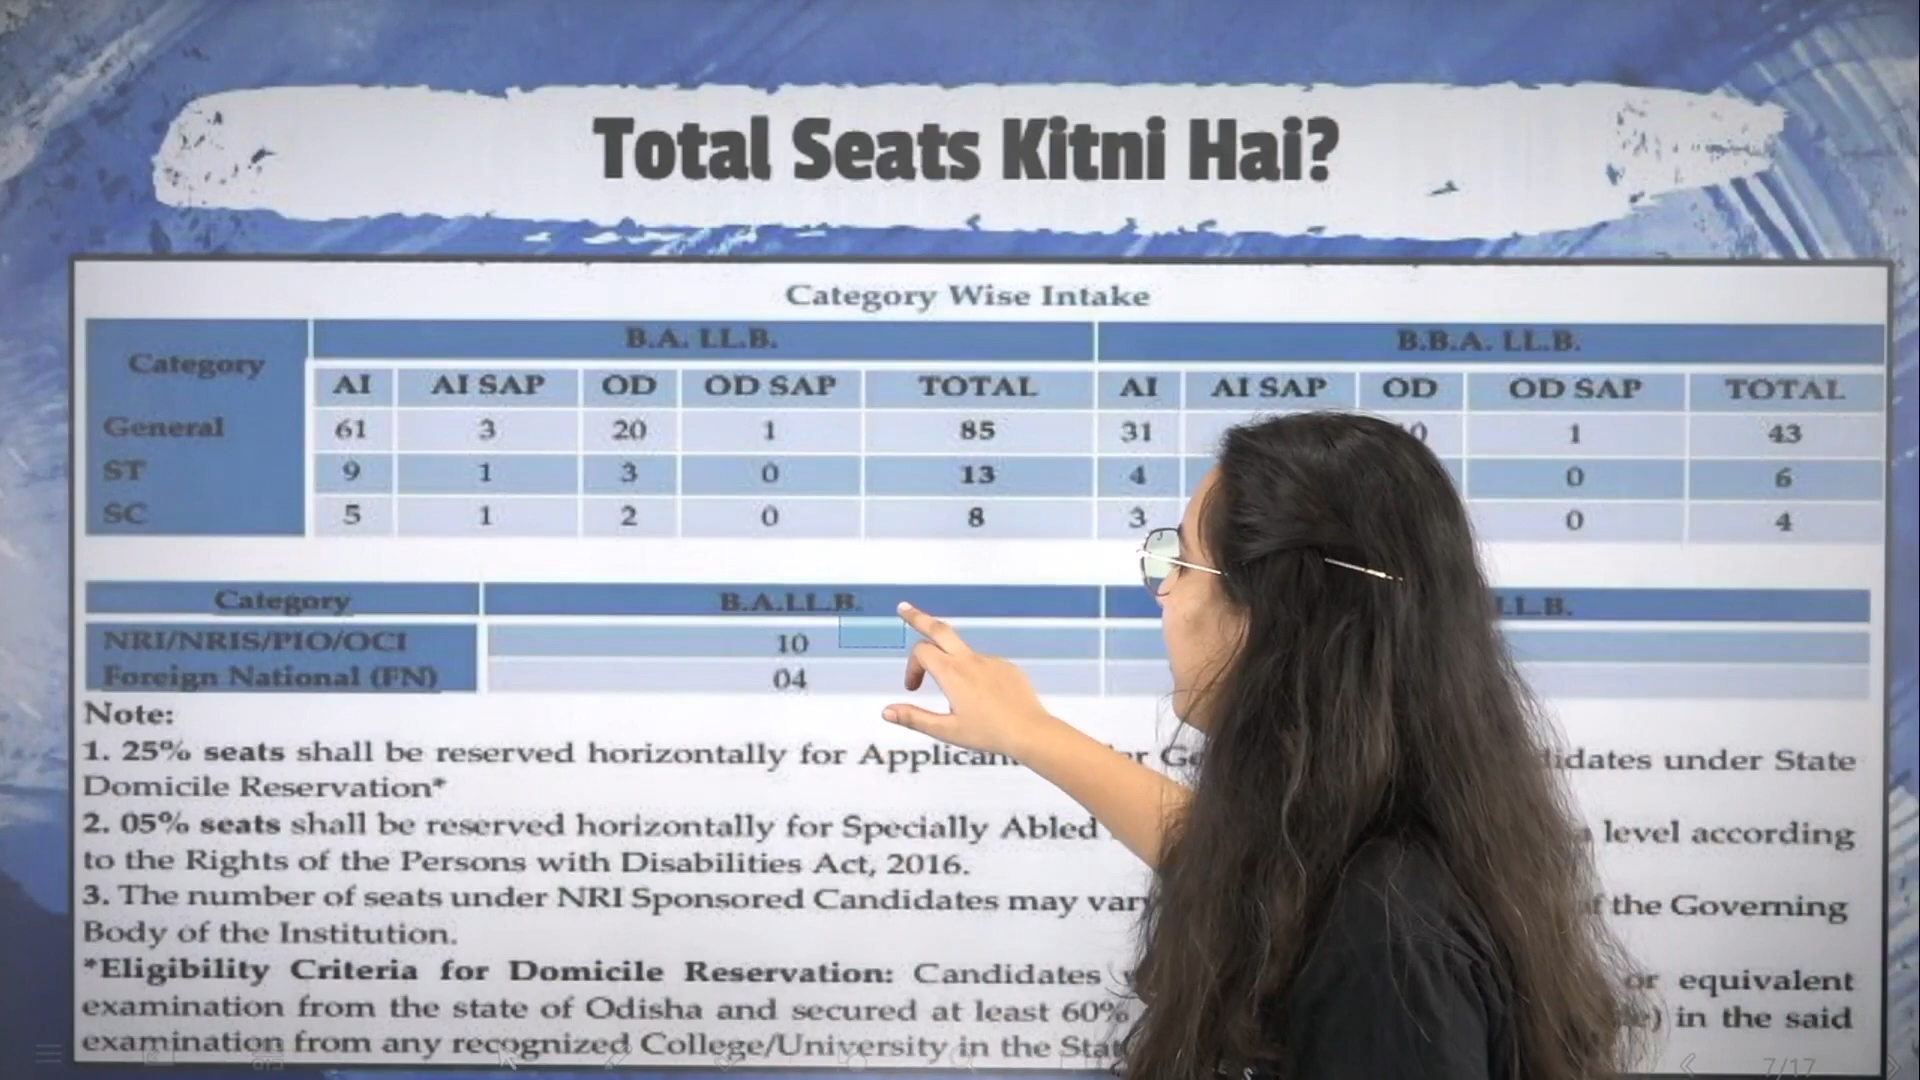 Total Seats Kitni Hai?
Category Wise Intake
Category B.A. LL.B. B.B.A. LL.B.
AI AI SAP OD OD SAP TOTAL AI AI SAP OD OD SAP TOTAL
General 61 3 20 1 85 31 1 43
ST 9 1 3 0 13 4 0 6
SC 5 1 2 0 8 3 0 4
Category B.A.LL.B. LL.B.
NRI/NRIS/PIO/OCI 10
Foreign National (FN) 04
Note:
1. 25% seats shall be reserved horizontally for under State
Domicile Reservation*
2. 05% seats shall be reserved horizontally for Specially Abled level according
to the Rights of the Persons with Disabilities Act, 2016.
3. The number of seats under NRI Sponsored Candidates may the Governing
Body of the Institution.
*Eligibility Criteria for Domicile Reservation: Candidates or equivalent
examination from the state of Odisha and secured at least 60% in the said
examination from any recognized College/University in the
7/17